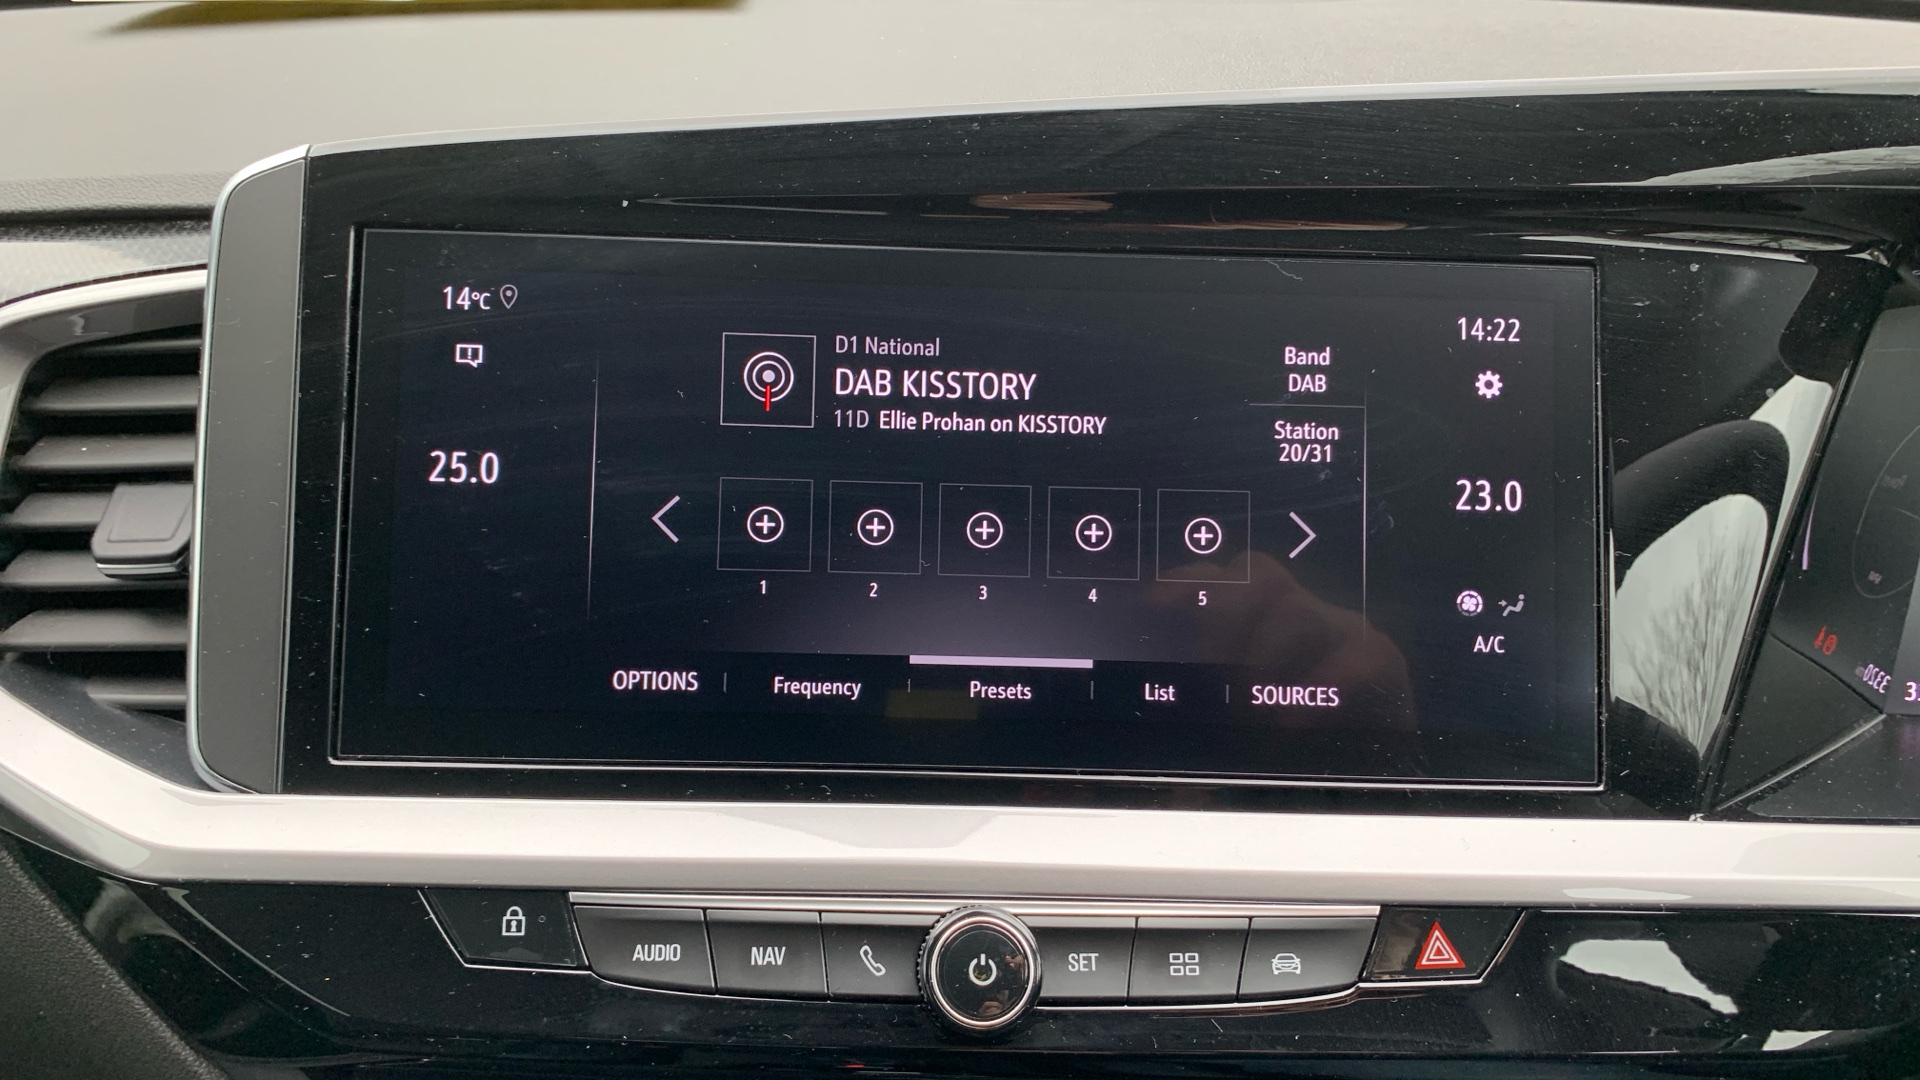 14°C
14:22
D1 National
DAB KISSTORY
11D Ellie Prohan on KISSTORY
Band
DAB
Station
20/31
25.0
23.0
1
2
3
4
5
A/C
OPTIONS
Frequency
Presets
List
SOURCES
AUDIO
NAV
SET